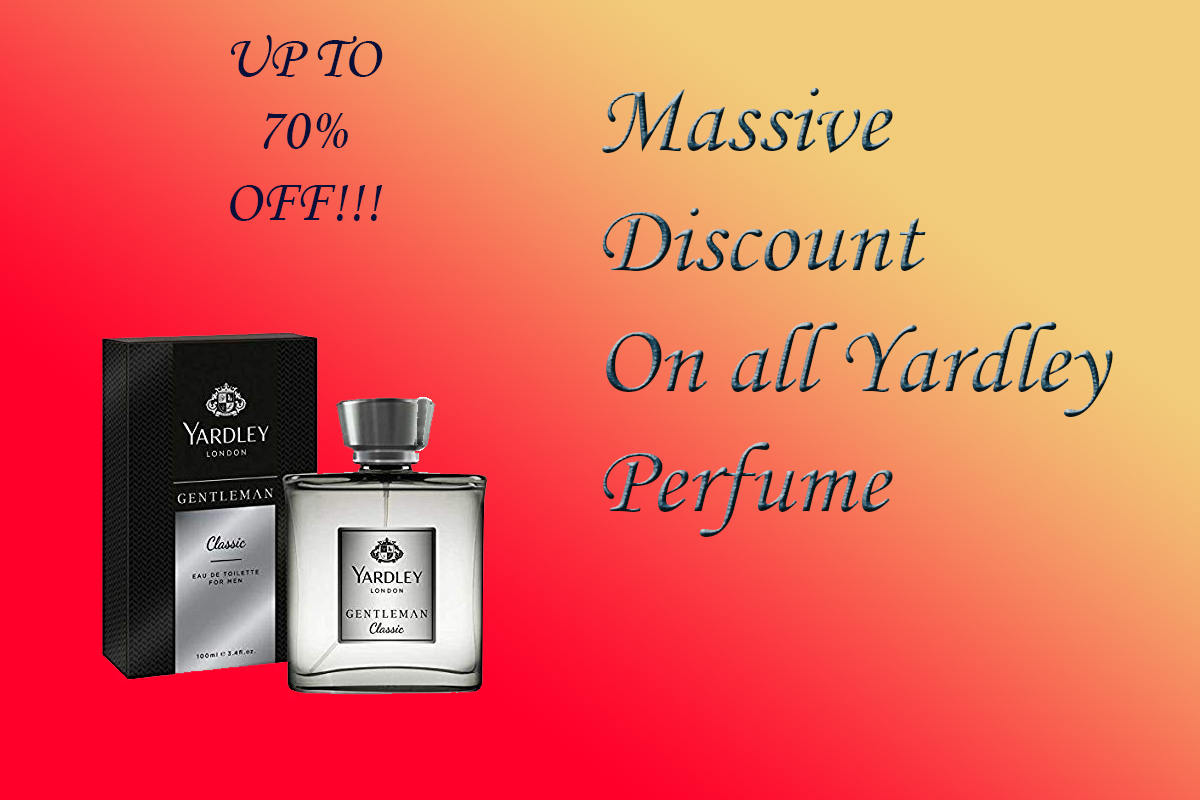 UP TO
70%
OFF!!!
Massive
Discount
On all Yardley
Perfume
YARDLEY
LONDON
GENTLEMAN
Classic
EAU DE TOILETTE
FOR MEN
100ml e 3.4fl.oz.
YARDLEY
LONDON
GENTLEMAN
Classic